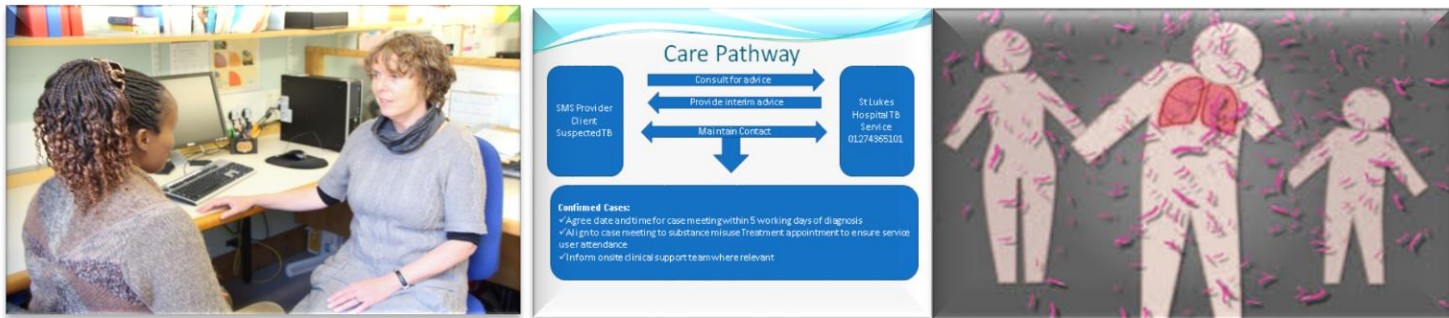 Care Pathway
SMS Provider
Client
SuspectedTB
Consult for advice
Provide interim advice
Maintain Contact
St Lukes
Hospital TB
Service
01274365101
Confirmed Cases:
✓Agree date and time for case meeting within 5 working days of diagnosis
✓Align to case meeting to substance misuse Treatment appointment to ensure service
user attendance
✓Inform onsite clinical support team where relevant